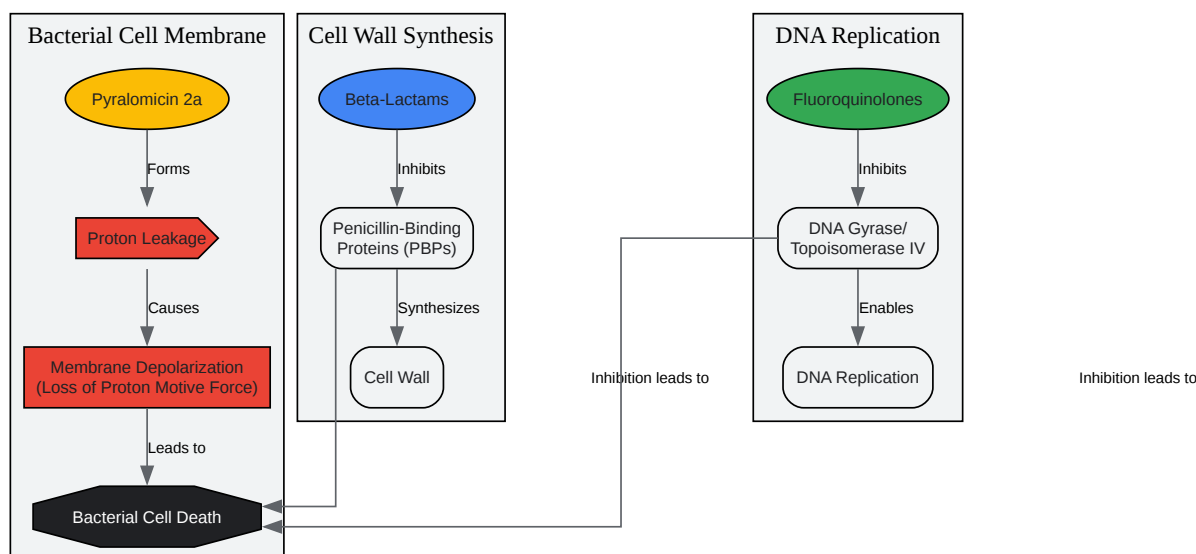 Bacterial Cell Membrane
Pyralomicin 2a
Forms
Proton Leakage
Causes
Membrane Depolarization
(Loss of Proton Motive Force)
Leads to
Bacterial Cell Death
Cell Wall Synthesis
Beta-Lactams
Inhibits
Penicillin-Binding
Proteins (PBPs)
Synthesizes
Cell Wall
Inhibition leads to
DNA Replication
Fluoroquinolones
Inhibits
DNA Gyrase/
Topoisomerase IV
Enables
DNA Replication
Inhibition leads to